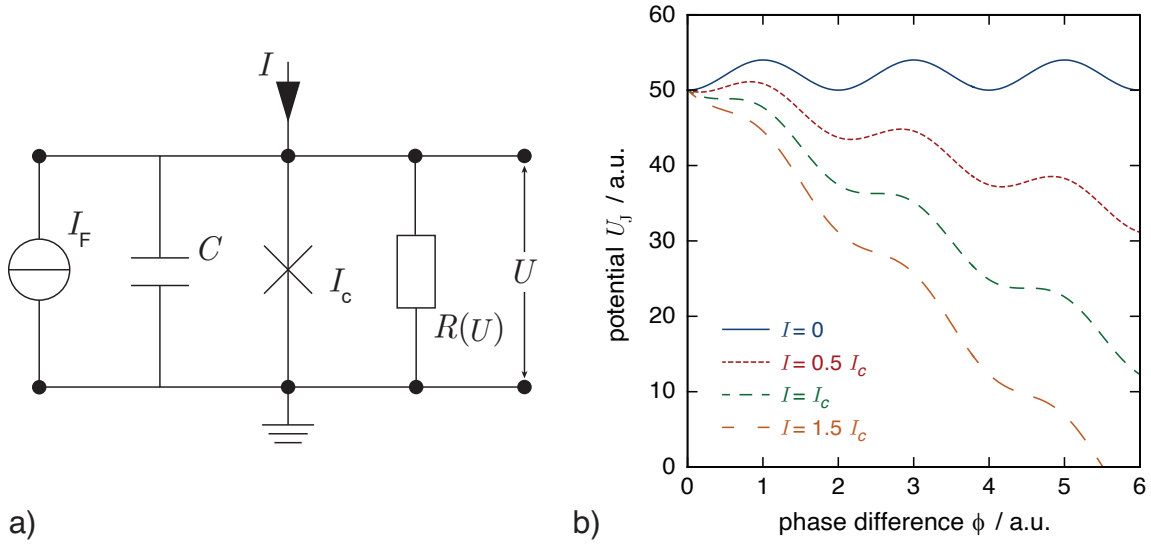 I
I_F
C
I_c
R(U)
U
a)
60
50
40
30
20
10
0
potential U_J / a.u.
I = 0
I = 0.5 I_c
I = I_c
I = 1.5 I_c
0 1 2 3 4 5 6
phase difference ϕ / a.u.
b)